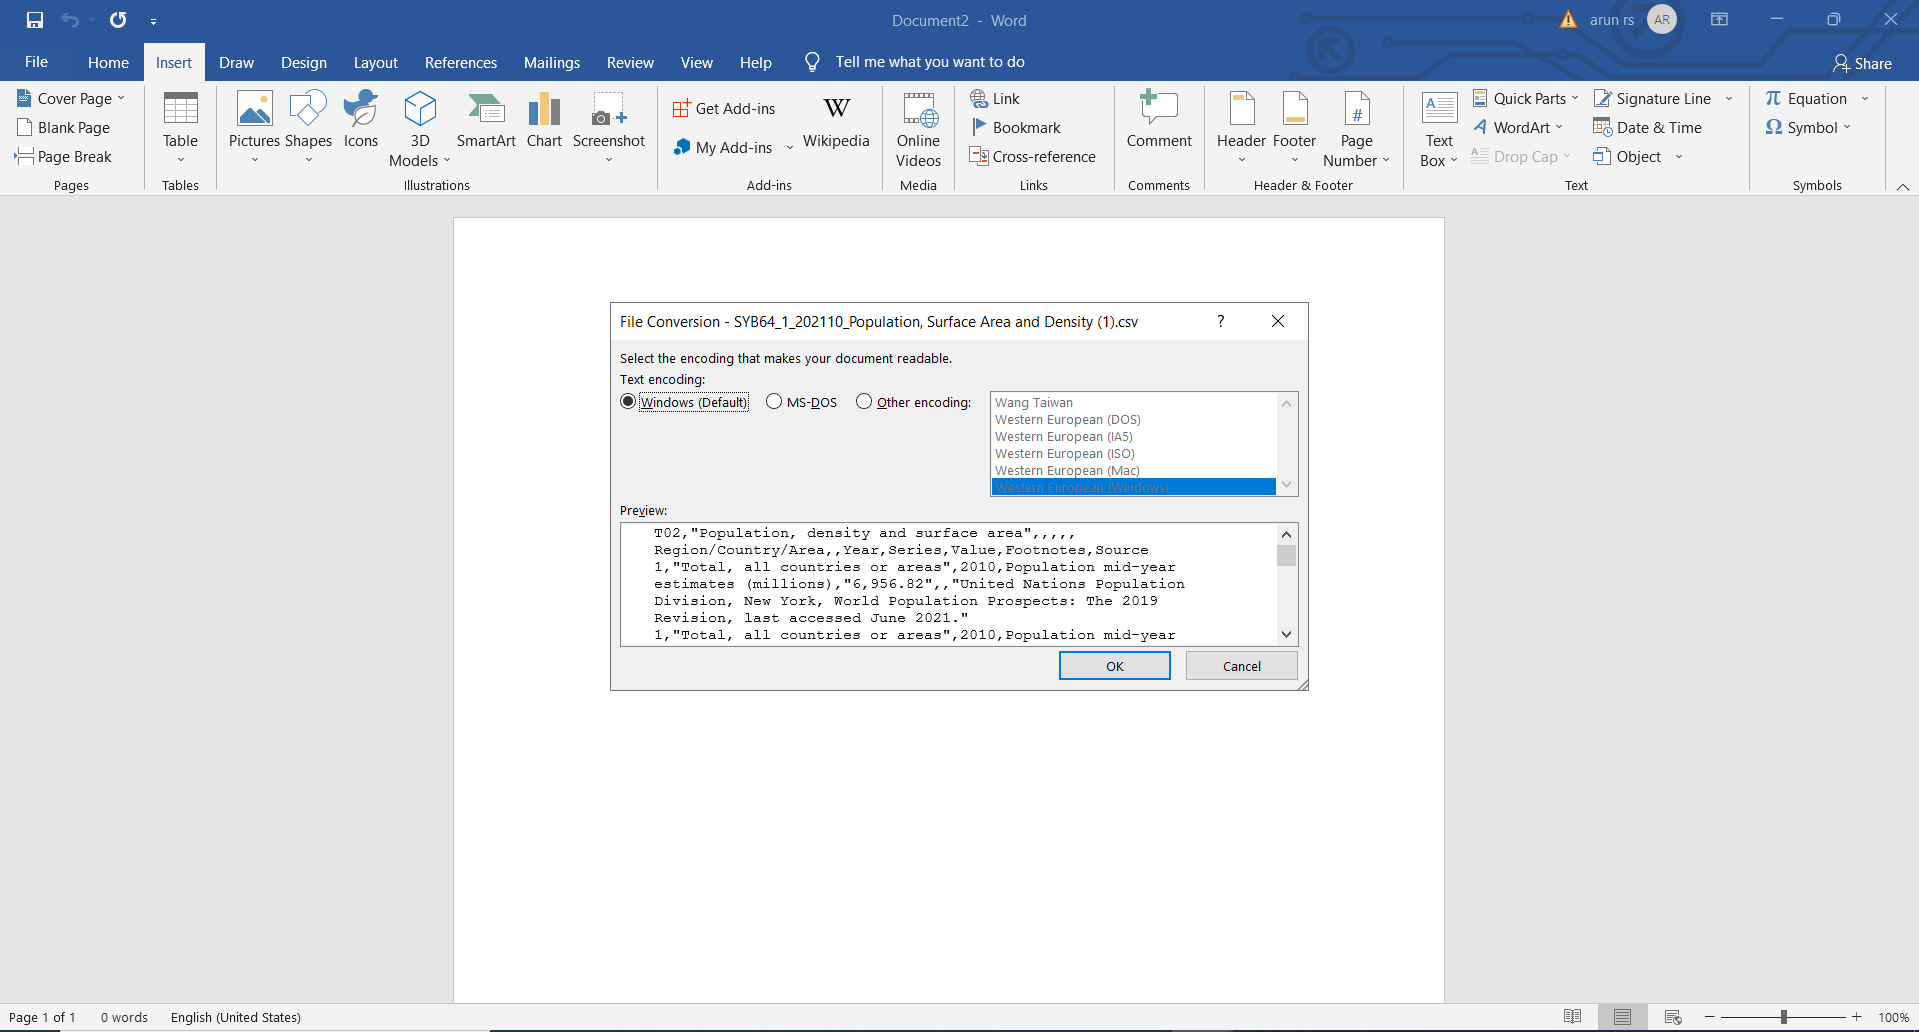 Document2 - Word
arun rs
AR
File
Home
Insert
Draw
Design
Layout
References
Mailings
Review
View
Help
Tell me what you want to do
Share
Cover Page
Blank Page
Page Break
Pages
Table
Tables
Pictures
Shapes
Icons
3D
Models
SmartArt
Chart
Screenshot
Illustrations
Get Add-ins
My Add-ins
W
Wikipedia
Add-ins
Online
Videos
Media
Link
Bookmark
Cross-reference
Links
Comment
Comments
Header
Footer
Page
Number
Header & Footer
Text
Box
Quick Parts
WordArt
Drop Cap
Signature Line
Date & Time
Object
Text
π Equation
Ω Symbol
Symbols
File Conversion - SYB64_1_202110_Population, Surface Area and Density (1).csv
?
Select the encoding that makes your document readable.
Text encoding:
Windows (Default)
MS-DOS
Other encoding:
Wang Taiwan
Western European (DOS)
Western European (IA5)
Western European (ISO)
Western European (Mac)
Western European (Windows)
Preview:
T02,"Population, density and surface area",,,,,
Region/Country/Area,,Year,Series,Value,Footnotes,Source
1,"Total, all countries or areas",2010,Population mid-year
estimates (millions),"6,956.82",,"United Nations Population
Division, New York, World Population Prospects: The 2019
Revision, last accessed June 2021."
1,"Total, all countries or areas",2010,Population mid-year
OK
Cancel
Page 1 of 1
0 words
English (United States)
100%